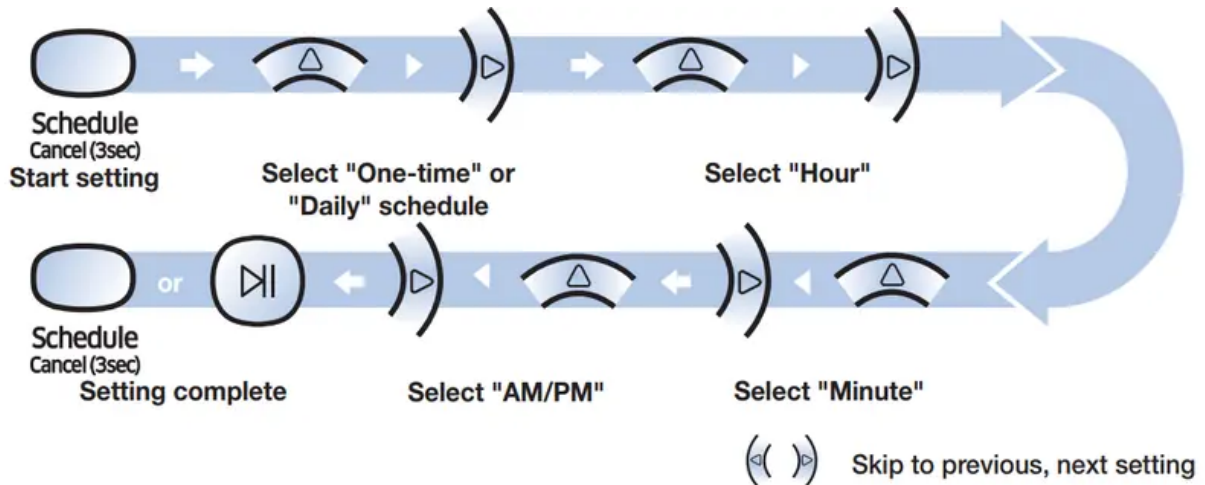 Schedule
Cancel (3sec)
Start setting
Select "One-time" or
"Daily" schedule
Select "Hour"
or
Schedule
Cancel (3sec)
Setting complete
Select "AM/PM"
Select "Minute"
Skip to previous, next setting